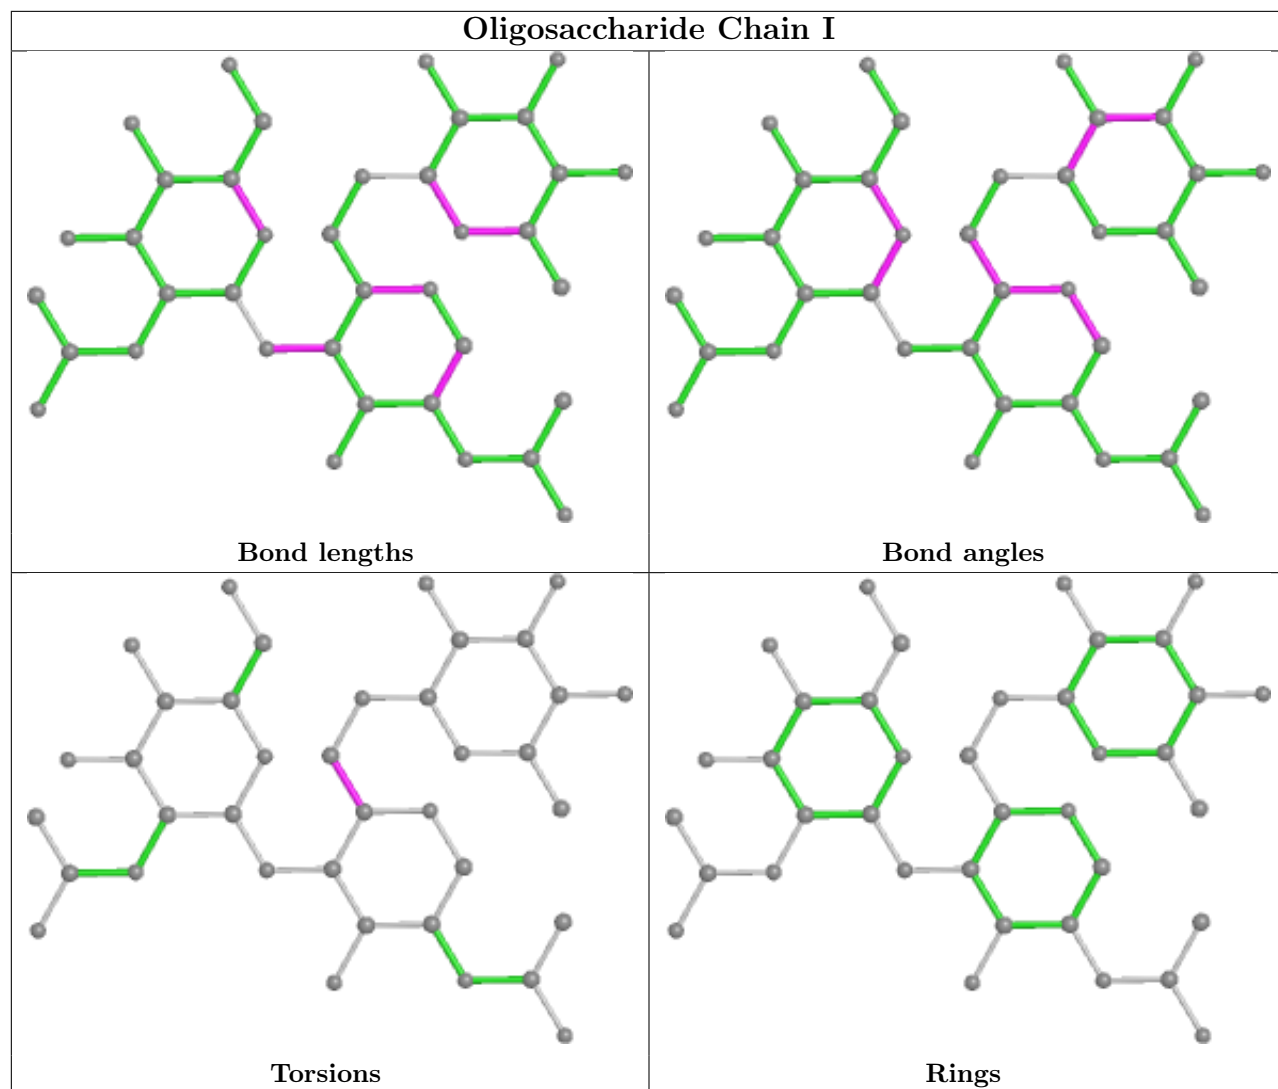 Oligosaccharide Chain I
Bond lengths
Bond angles
Torsions
Rings